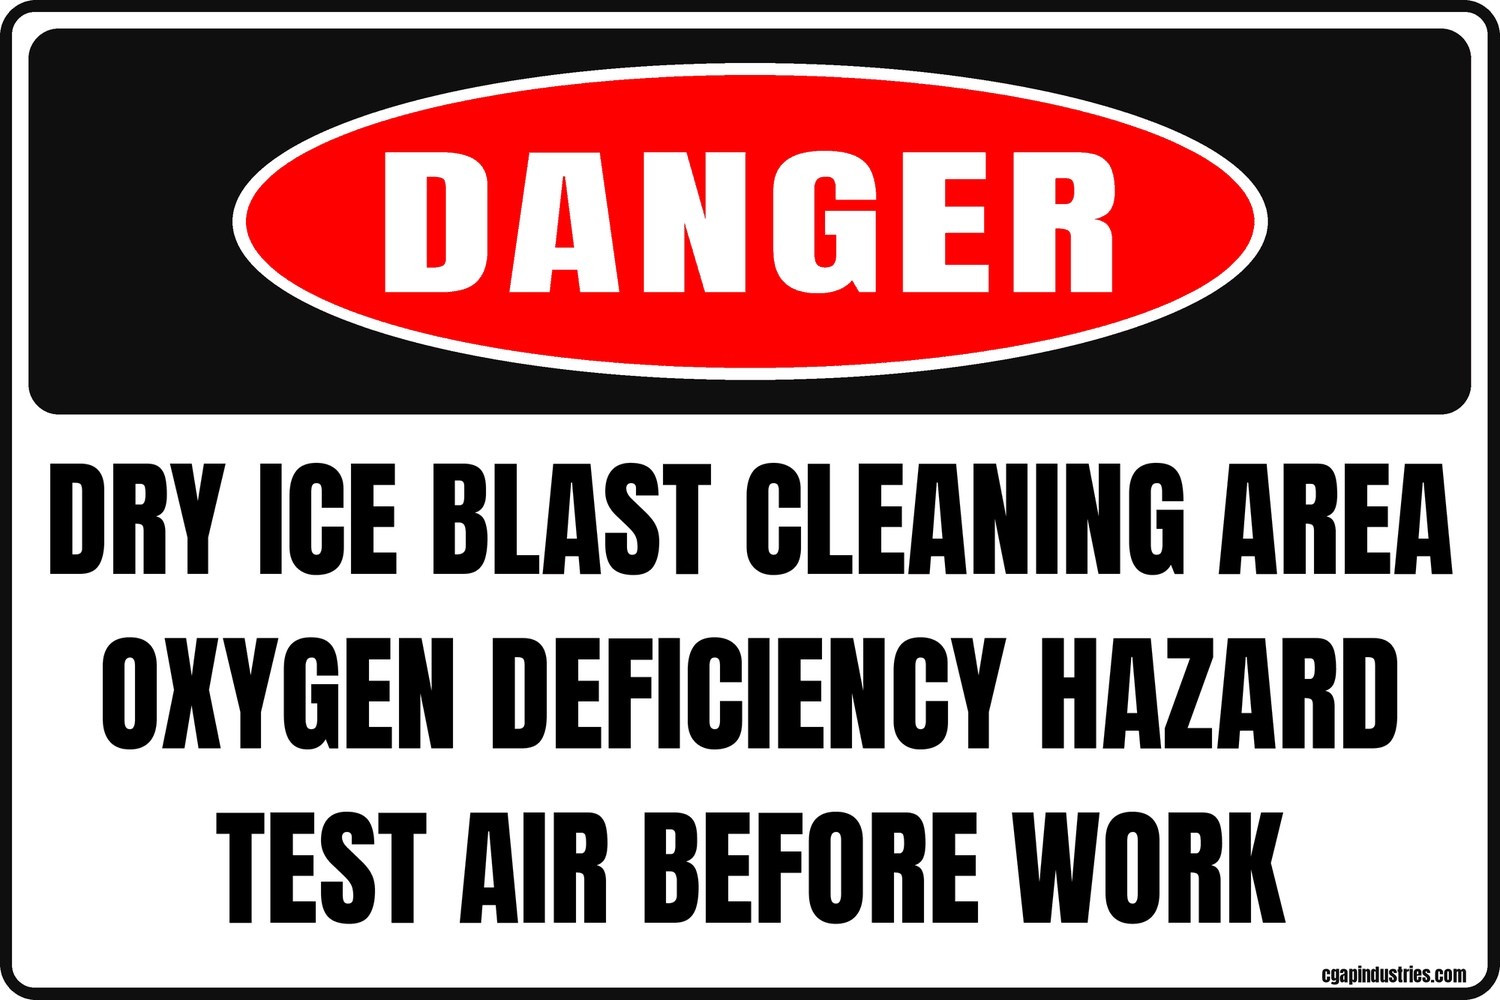 DANGER
DRY ICE BLAST CLEANING AREA
OXYGEN DEFICIENCY HAZARD
TEST AIR BEFORE WORK
cgapindustries.com